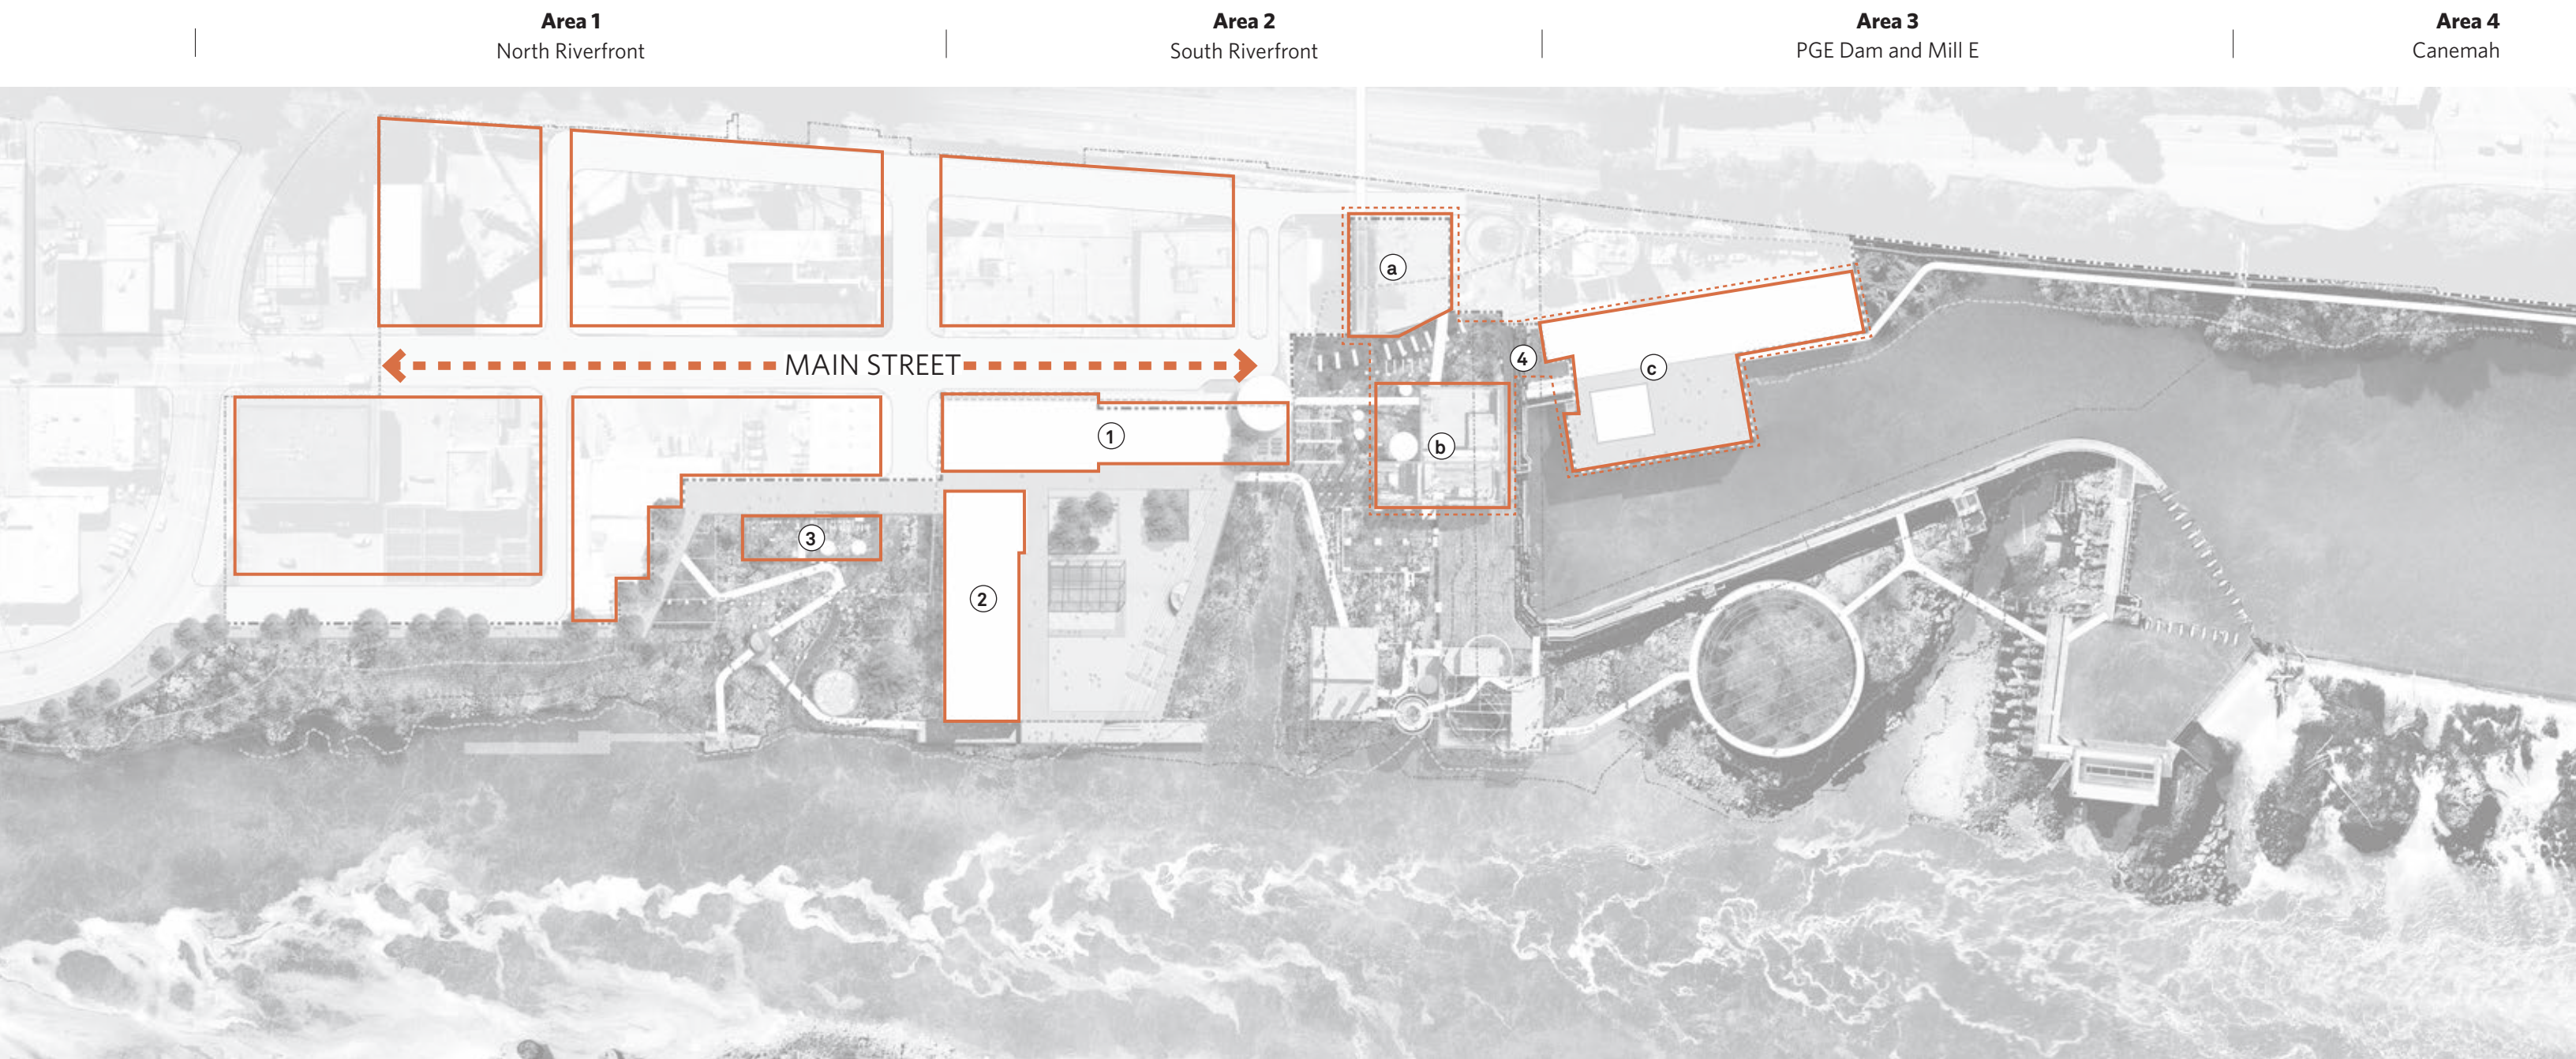 Area 1
North Riverfront
Area 2
South Riverfront
Area 3
PGE Dam and Mill E
Area 4
Canemah
a
MAIN STREET
4
c
1
b
3
2